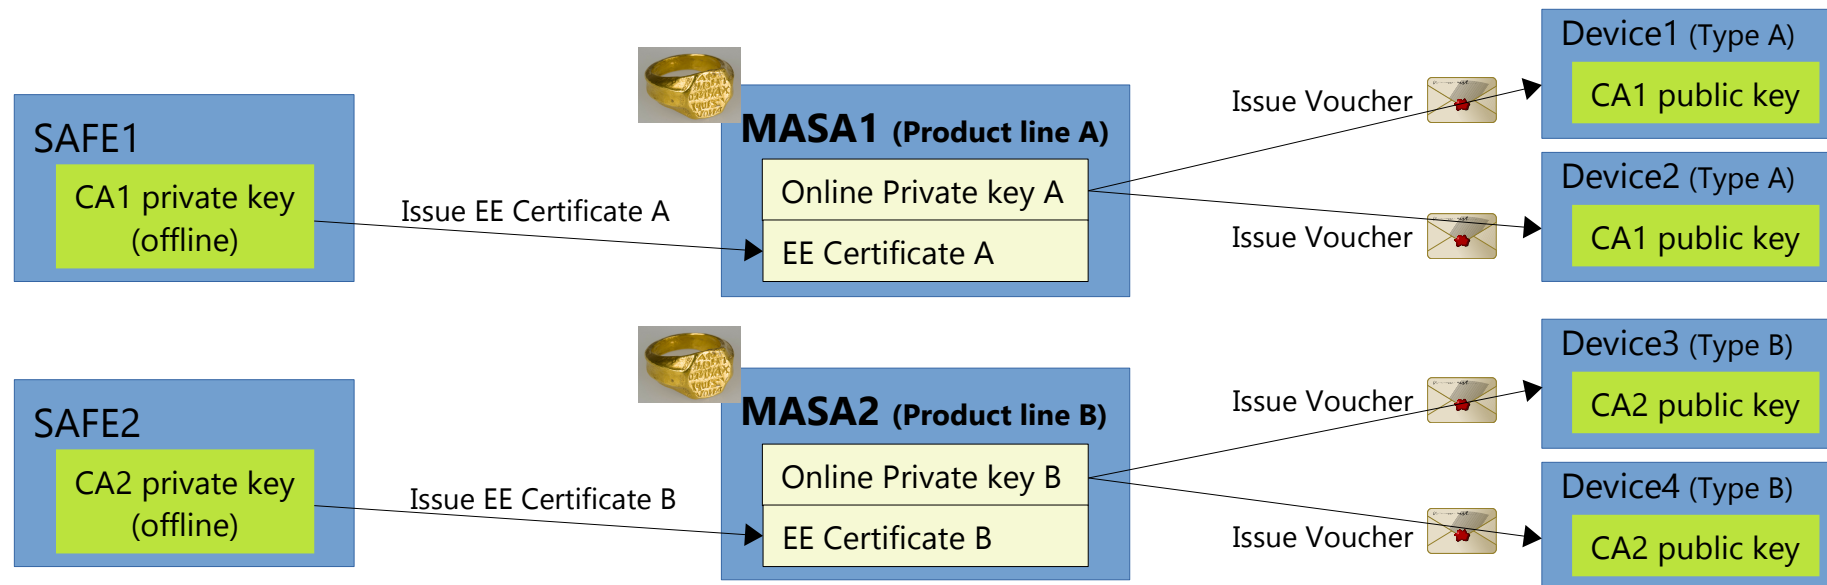 SAFE1
CA1 private key
(offline)
Issue EE Certificate A
MASA1 (Product line A)
Online Private key A
EE Certificate A
Issue Voucher
Issue Voucher
Device1 (Type A)
CA1 public key
Device2 (Type A)
CA1 public key
SAFE2
CA2 private key
(offline)
Issue EE Certificate B
MASA2 (Product line B)
Online Private key B
EE Certificate B
Issue Voucher
Issue Voucher
Device3 (Type B)
CA2 public key
Device4 (Type B)
CA2 public key